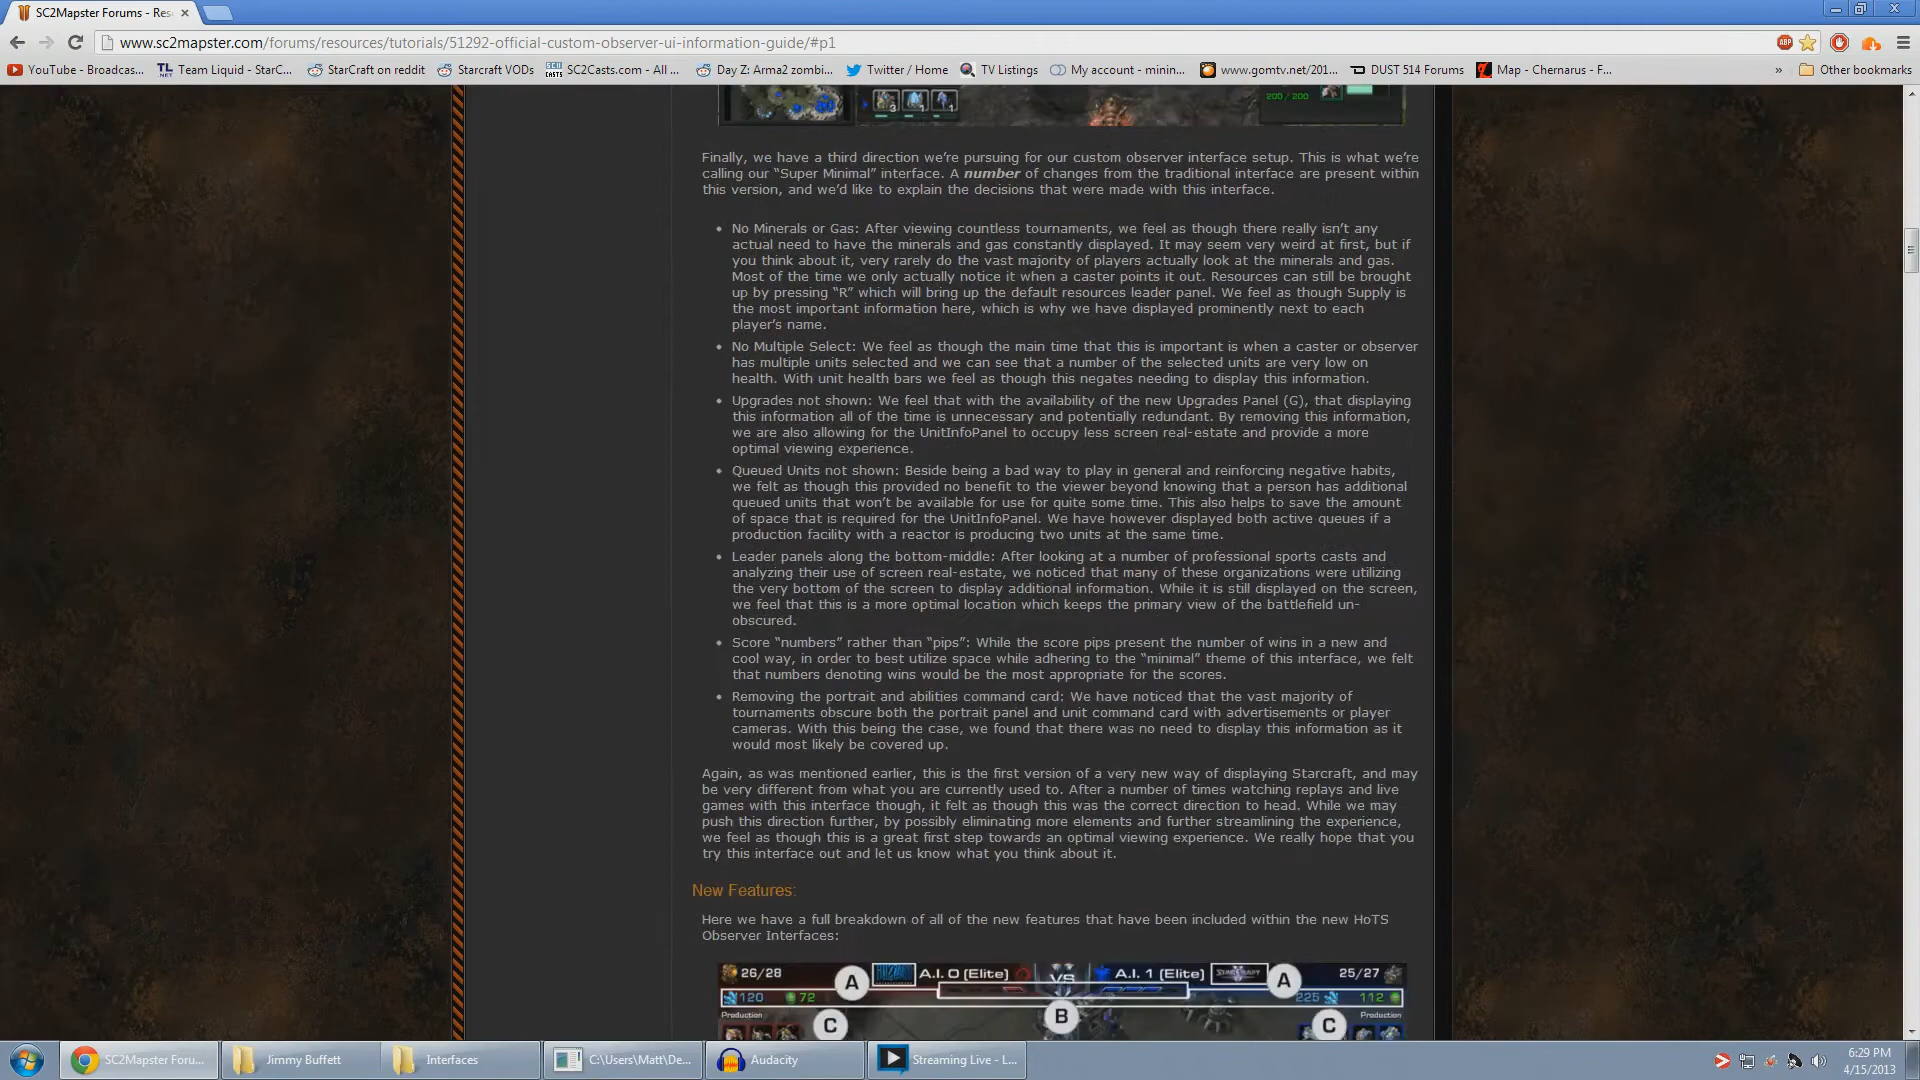 SC2Mapster Forums - Res
www.sc2mapster.com/forums/resources/tutorials/51292-official-custom-observer-ui-information-guide/#p1
ABP
YouTube - Broadcas...
TL.NET
Team Liquid - StarC...
StarCraft on reddit
Starcraft VODs
SC2Casts.com - All ...
Day Z: Arma2 zombi...
Twitter / Home
TV Listings
My account - minin...
www.gomtv.net/201...
DUST 514 Forums
Map - Chernarus - F...
»
Other bookmarks
3 1 1
200 / 200
Finally, we have a third direction we’re pursuing for our custom observer interface setup. This is what we’re
calling our “Super Minimal” interface. A number of changes from the traditional interface are present within
this version, and we’d like to explain the decisions that were made with this interface.
• No Minerals or Gas: After viewing countless tournaments, we feel as though there really isn’t any
actual need to have the minerals and gas constantly displayed. It may seem very weird at first, but if
you think about it, very rarely do the vast majority of players actually look at the minerals and gas.
Most of the time we only actually notice it when a caster points it out. Resources can still be brought
up by pressing “R” which will bring up the default resources leader panel. We feel as though Supply is
the most important information here, which is why we have displayed prominently next to each
player’s name.
• No Multiple Select: We feel as though the main time that this is important is when a caster or observer
has multiple units selected and we can see that a number of the selected units are very low on
health. With unit health bars we feel as though this negates needing to display this information.
• Upgrades not shown: We feel that with the availability of the new Upgrades Panel (G), that displaying
this information all of the time is unnecessary and potentially redundant. By removing this information,
we are also allowing for the UnitInfoPanel to occupy less screen real-estate and provide a more
optimal viewing experience.
• Queued Units not shown: Beside being a bad way to play in general and reinforcing negative habits,
we felt as though this provided no benefit to the viewer beyond knowing that a person has additional
queued units that won’t be available for use for quite some time. This also helps to save the amount
of space that is required for the UnitInfoPanel. We have however displayed both active queues if a
production facility with a reactor is producing two units at the same time.
• Leader panels along the bottom-middle: After looking at a number of professional sports casts and
analyzing their use of screen real-estate, we noticed that many of these organizations were utilizing
the very bottom of the screen to display additional information. While it is still displayed on the screen,
we feel that this is a more optimal location which keeps the primary view of the battlefield un-
obscured.
• Score “numbers” rather than “pips”: While the score pips present the number of wins in a new and
cool way, in order to best utilize space while adhering to the “minimal” theme of this interface, we felt
that numbers denoting wins would be the most appropriate for the scores.
• Removing the portrait and abilities command card: We have noticed that the vast majority of
tournaments obscure both the portrait panel and unit command card with advertisements or player
cameras. With this being the case, we found that there was no need to display this information as it
would most likely be covered up.
Again, as was mentioned earlier, this is the first version of a very new way of displaying Starcraft, and may
be very different from what you are currently used to. After a number of times watching replays and live
games with this interface though, it felt as though this was the correct direction to head. While we may
push this direction further, by possibly eliminating more elements and further streamlining the experience,
we feel as though this is a great first step towards an optimal viewing experience. We really hope that you
try this interface out and let us know what you think about it.
New Features:
Here we have a full breakdown of all of the new features that have been included within the new HoTS
Observer Interfaces:
26/28 A BLIZZARD A.I. 0 (Elite) VS A.I. 1 (Elite) STARCRAFT A 25/27
120 72 225 112
Production C B C Production
SC2Mapster Foru...
Jimmy Buffett
Interfaces
C:\Users\Matt\De...
Audacity
Streaming Live - L...
6:29 PM
4/15/2013